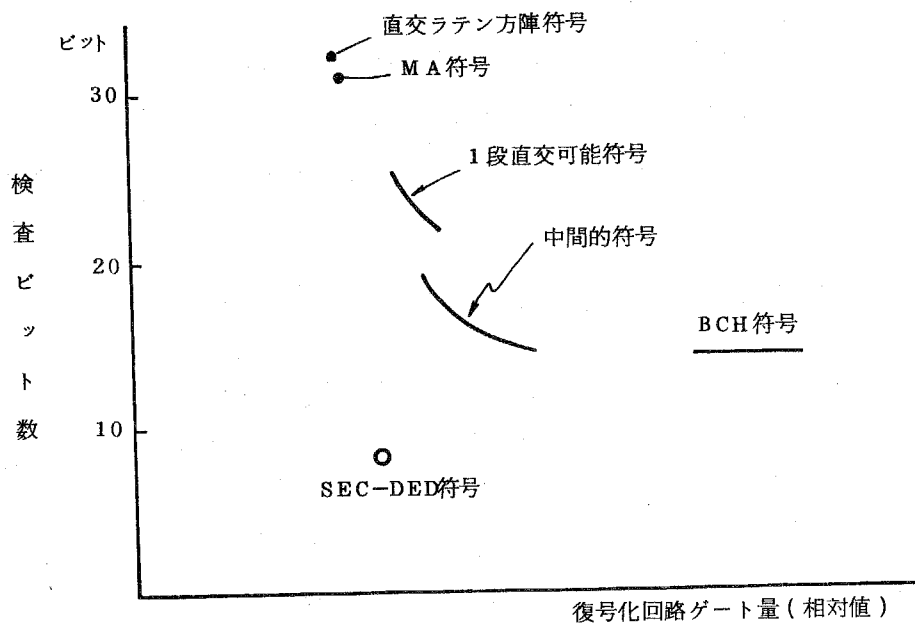 直交ラテン方陣符号
ビット
MA符号
30
1段直交可能符号
検査ビット数
中間的符号
20
BCH符号
10
SEC-DED符号
復号化回路ゲート量(相対値)